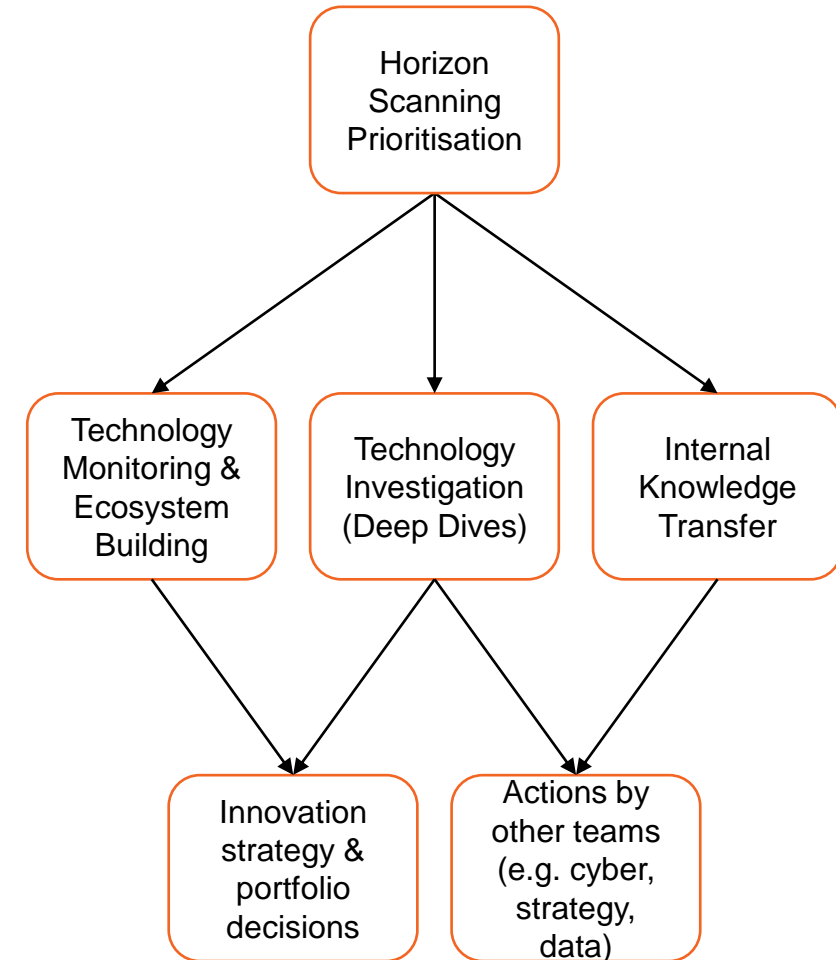 Horizon
Scanning
Prioritisation
Technology
Monitoring &
Ecosystem
Building
Technology
Investigation
(Deep Dives)
Internal
Knowledge
Transfer
Innovation
strategy &
portfolio
decisions
Actions by
other teams
(e.g. cyber,
strategy,
data)